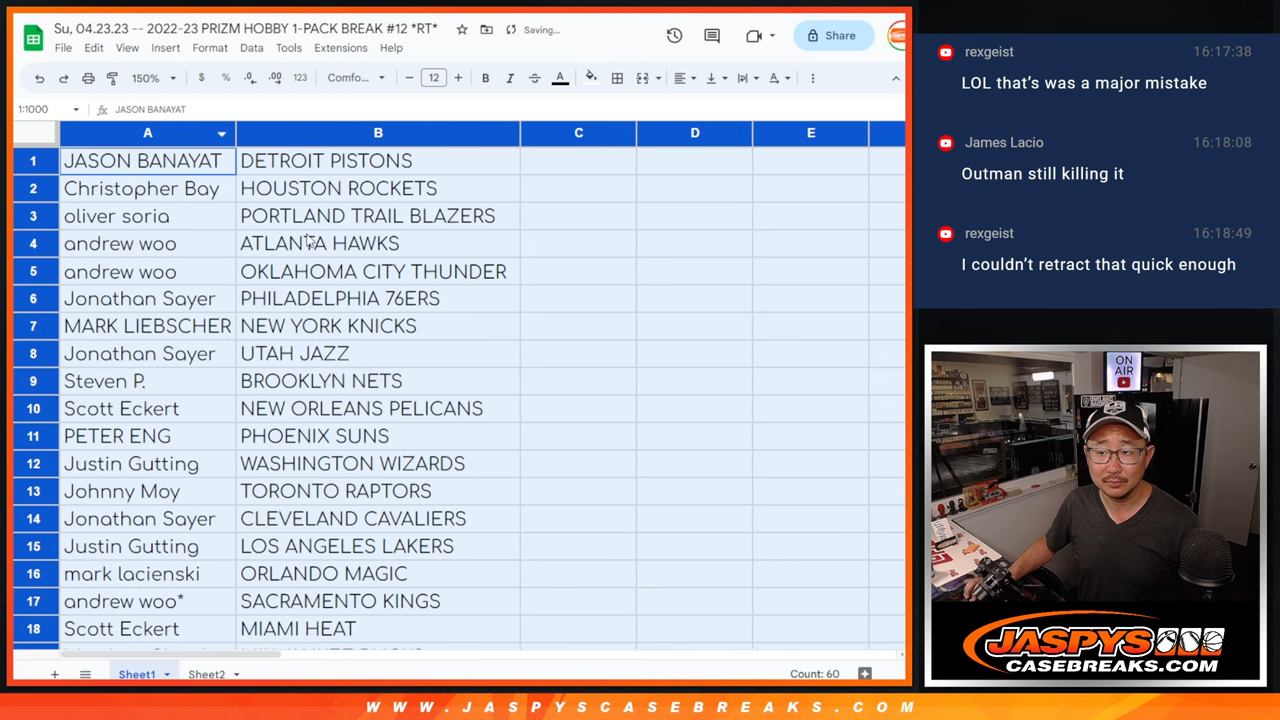 Su, 04.23.23 -- 2022-23 PRIZM HOBBY 1-PACK BREAK #12 *RT*
Saving...
File Edit View Insert Format Data Tools Extensions Help
Share
150% $ % .0 .00 123 Comfo... 12 B I A
1:1000 JASON BANAYAT
A B C D E
1 JASON BANAYAT DETROIT PISTONS
2 Christopher Bay HOUSTON ROCKETS
3 oliver soria PORTLAND TRAIL BLAZERS
4 andrew woo ATLANTA HAWKS
5 andrew woo OKLAHOMA CITY THUNDER
6 Jonathan Sayer PHILADELPHIA 76ERS
7 MARK LIEBSCHER NEW YORK KNICKS
8 Jonathan Sayer UTAH JAZZ
9 Steven P. BROOKLYN NETS
10 Scott Eckert NEW ORLEANS PELICANS
11 PETER ENG PHOENIX SUNS
12 Justin Gutting WASHINGTON WIZARDS
13 Johnny Moy TORONTO RAPTORS
14 Jonathan Sayer CLEVELAND CAVALIERS
15 Justin Gutting LOS ANGELES LAKERS
16 mark lacienski ORLANDO MAGIC
17 andrew woo* SACRAMENTO KINGS
18 Scott Eckert MIAMI HEAT
Sheet1 Sheet2 Count: 60
rexgeist 16:17:38
LOL that's was a major mistake
James Lacio 16:18:08
Outman still killing it
rexgeist 16:18:49
I couldn't retract that quick enough
ON
AIR
JASPYS
CASEBREAKS.COM
WWW.JASPYSCASEBREAKS.COM